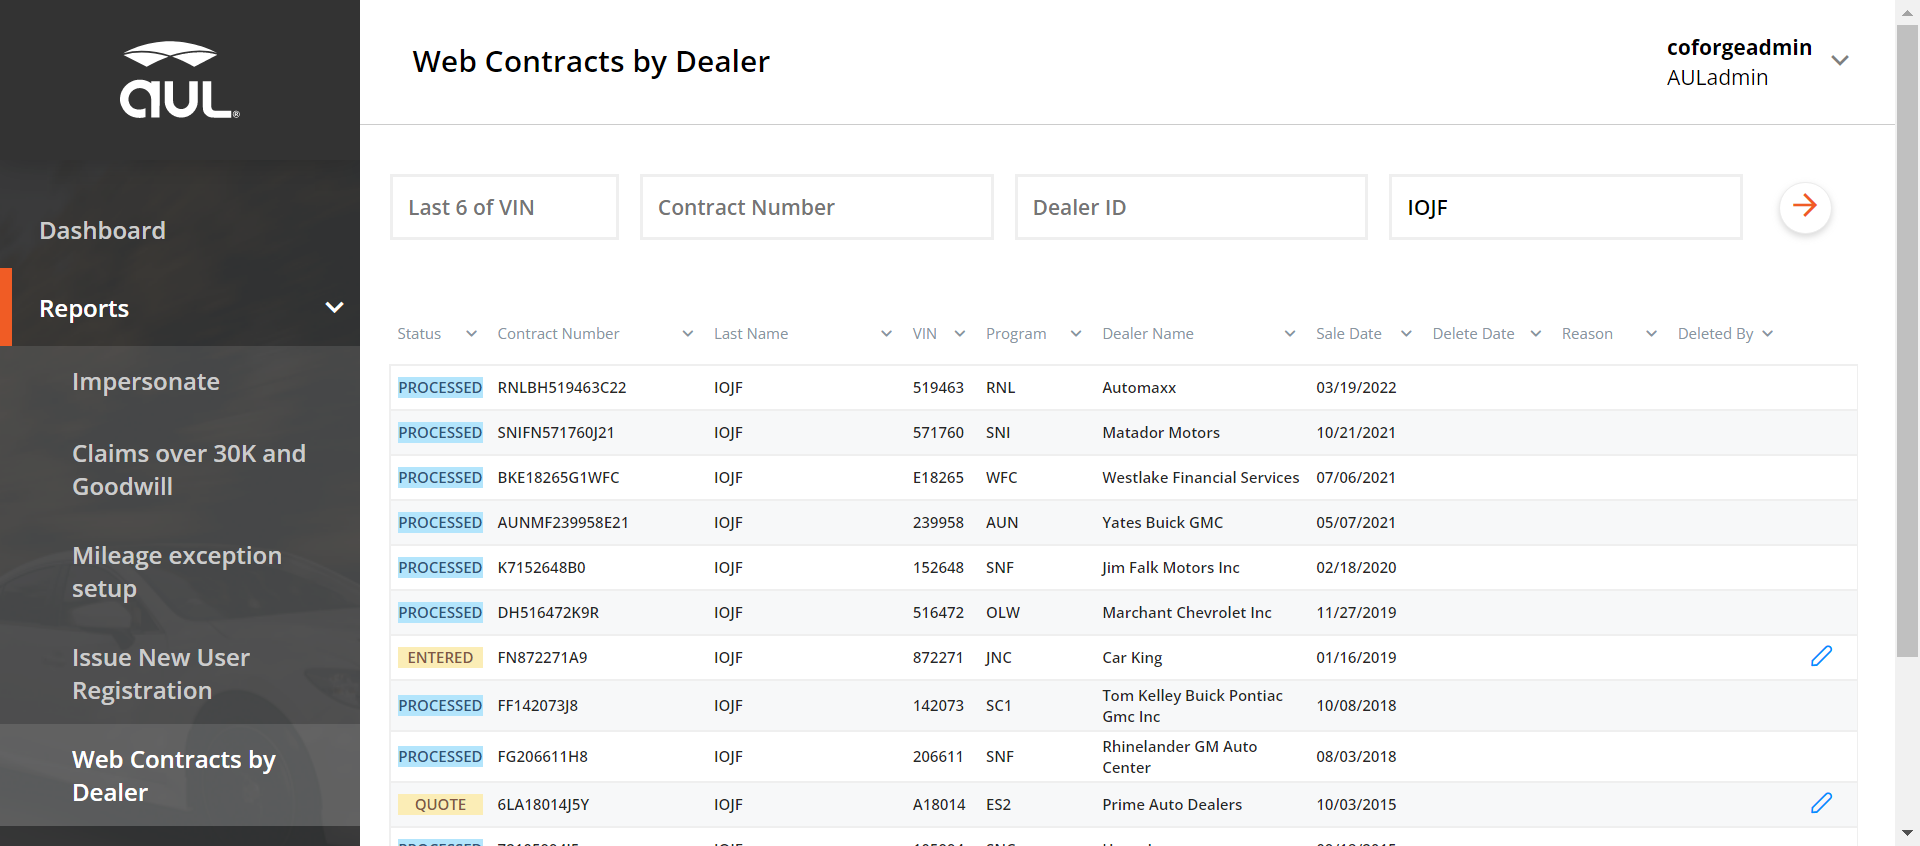 aUL®
Dashboard
Reports
Impersonate
Claims over 30K and
Goodwill
Mileage exception
setup
Issue New User
Registration
Web Contracts by
Dealer
Web Contracts by Dealer
coforgeadmin
AULadmin
Last 6 of VIN Contract Number Dealer ID IOJF
Status Contract Number Last Name VIN Program Dealer Name Sale Date Delete Date Reason Deleted By
PROCESSED RNLBH519463C22 IOJF 519463 RNL Automaxx 03/19/2022
PROCESSED SNIFN571760J21 IOJF 571760 SNI Matador Motors 10/21/2021
PROCESSED BKE18265G1WFC IOJF E18265 WFC Westlake Financial Services 07/06/2021
PROCESSED AUNMF239958E21 IOJF 239958 AUN Yates Buick GMC 05/07/2021
PROCESSED K7152648B0 IOJF 152648 SNF Jim Falk Motors Inc 02/18/2020
PROCESSED DH516472K9R IOJF 516472 OLW Marchant Chevrolet Inc 11/27/2019
ENTERED FN872271A9 IOJF 872271 JNC Car King 01/16/2019
PROCESSED FF142073J8 IOJF 142073 SC1 Tom Kelley Buick Pontiac
Gmc Inc 10/08/2018
PROCESSED FG206611H8 IOJF 206611 SNF Rhinelander GM Auto
Center 08/03/2018
QUOTE 6LA18014J5Y IOJF A18014 ES2 Prime Auto Dealers 10/03/2015
PROCESSED